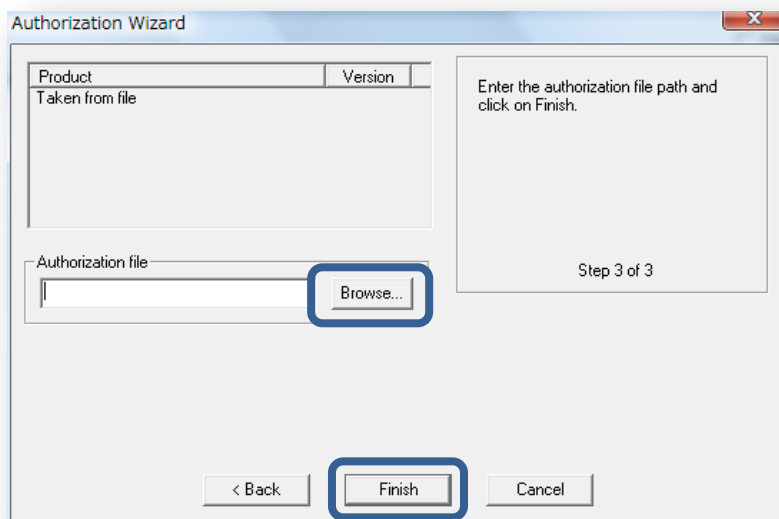 Authorization Wizard
Product Version
Taken from file
Enter the authorization file path and
click on Finish.
Step 3 of 3
Authorization file
Browse...
< Back Finish Cancel